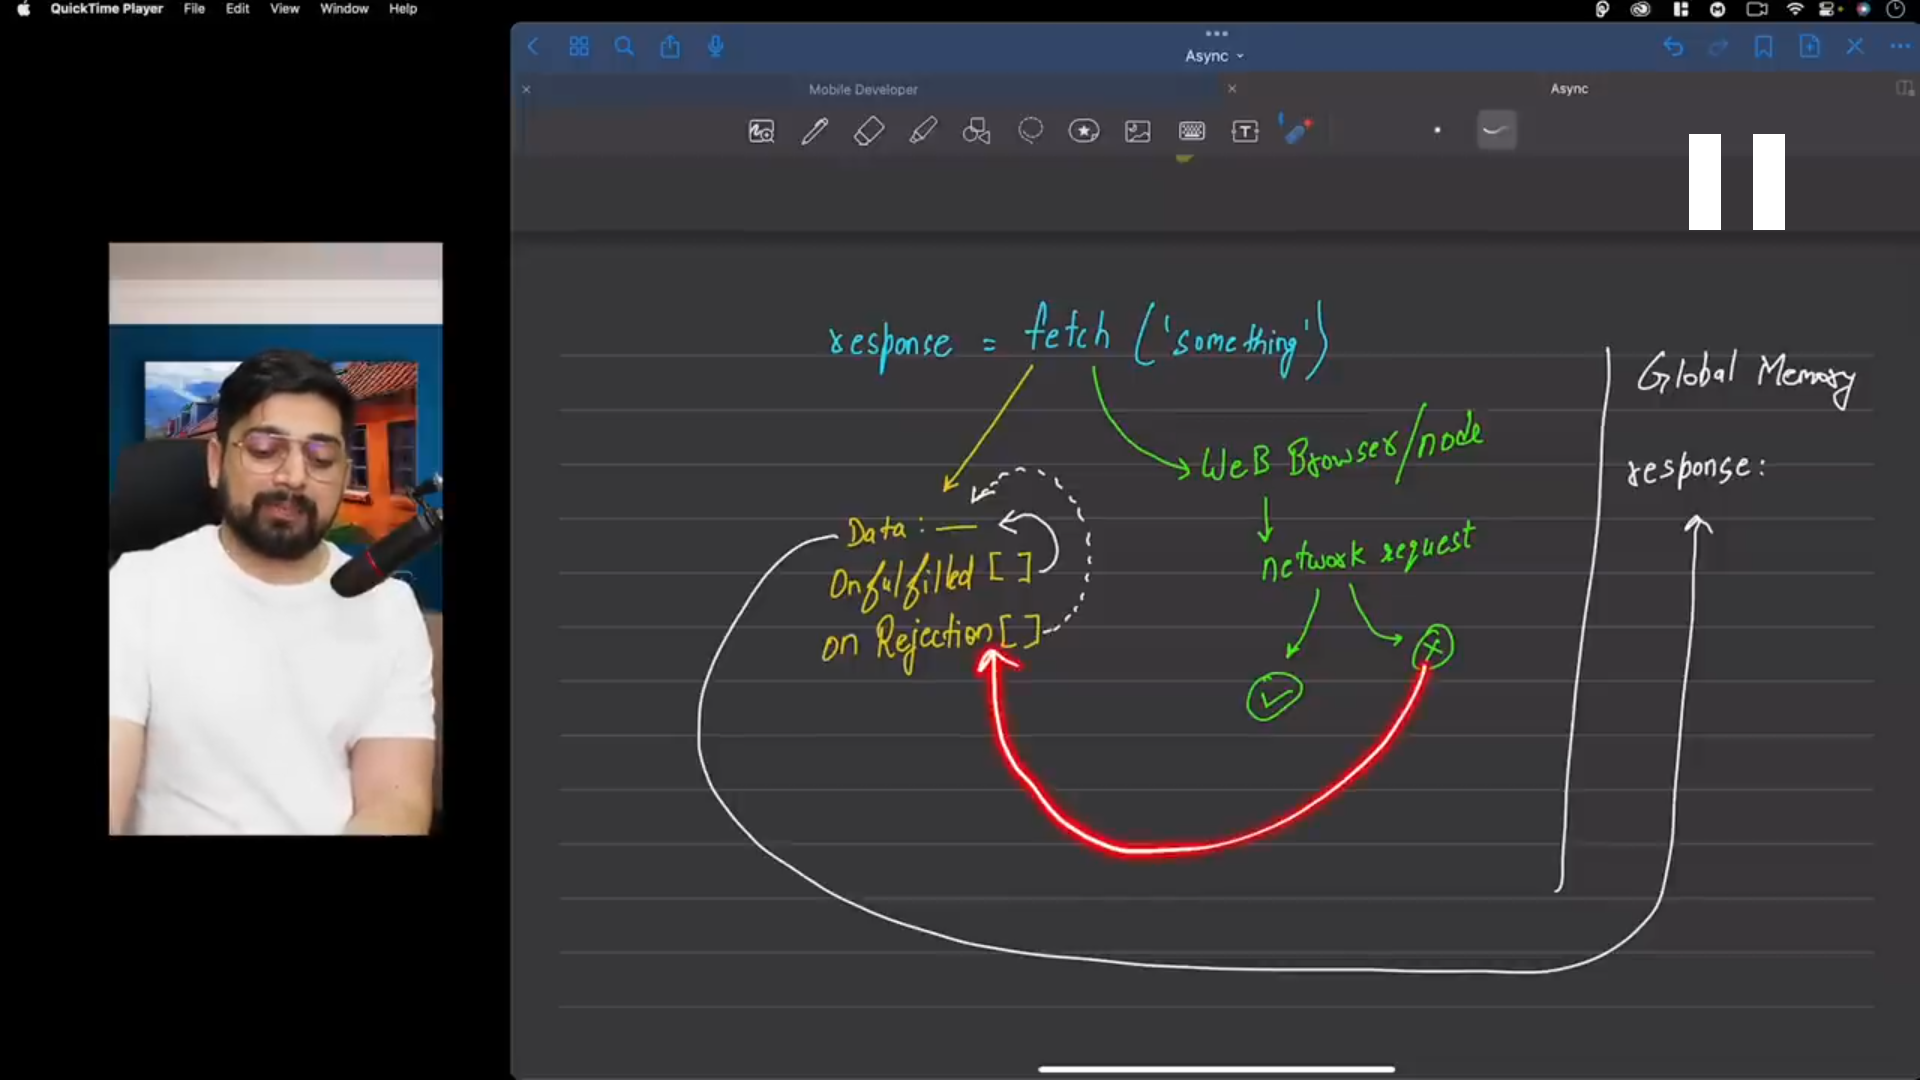 QuickTime Player File Edit View Window Help
Async
Mobile Developer
Async
T
response = fetch ('something')
Global Memory
Web Browser/node
response:
Data: —
Onfulfilled [ ]
network request
on Rejection [ ]